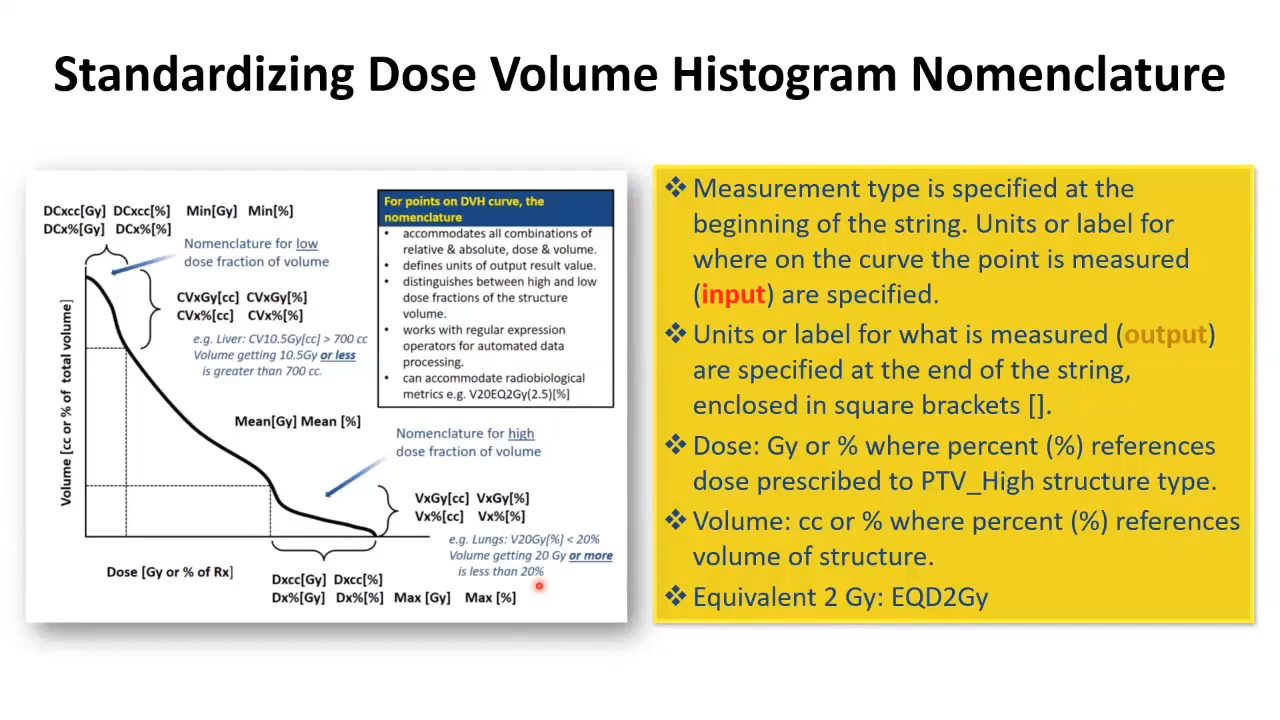 Standardizing Dose Volume Histogram Nomenclature
DCxcc[Gy] DCxcc[%] Min[Gy] Min[%]
DCx%[Gy] DCx%[%]
Nomenclature for low
dose fraction of volume
CVxGy[cc] CVxGy[%]
CVx%[cc] CVx%[%]
e.g. Liver: CV10.5Gy[cc] > 700 cc
Volume getting 10.5Gy or less
is greater than 700 cc.
For points on DVH curve, the
nomenclature
• accommodates all combinations of
relative & absolute, dose & volume.
• defines units of output result value.
• distinguishes between high and low
dose fractions of the structure
volume.
• works with regular expression
operators for automated data
processing.
• can accommodate radiobiological
metrics e.g. V20EQ2Gy(2.5)[%]
Volume [cc or % of total volume]
Mean[Gy] Mean [%]
Nomenclature for high
dose fraction of volume
VxGy[cc] VxGy[%]
Vx%[cc] Vx%[%]
e.g. Lungs: V20Gy[%] < 20%
Volume getting 20 Gy or more
is less than 20%
Dose [Gy or % of Rx]
Dxcc[Gy] Dxcc[%]
Dx%[Gy] Dx%[%] Max [Gy] Max [%]
❖ Measurement type is specified at the
beginning of the string. Units or label for
where on the curve the point is measured
(input) are specified.
❖ Units or label for what is measured (output)
are specified at the end of the string,
enclosed in square brackets [].
❖ Dose: Gy or % where percent (%) references
dose prescribed to PTV_High structure type.
❖ Volume: cc or % where percent (%) references
volume of structure.
❖ Equivalent 2 Gy: EQD2Gy